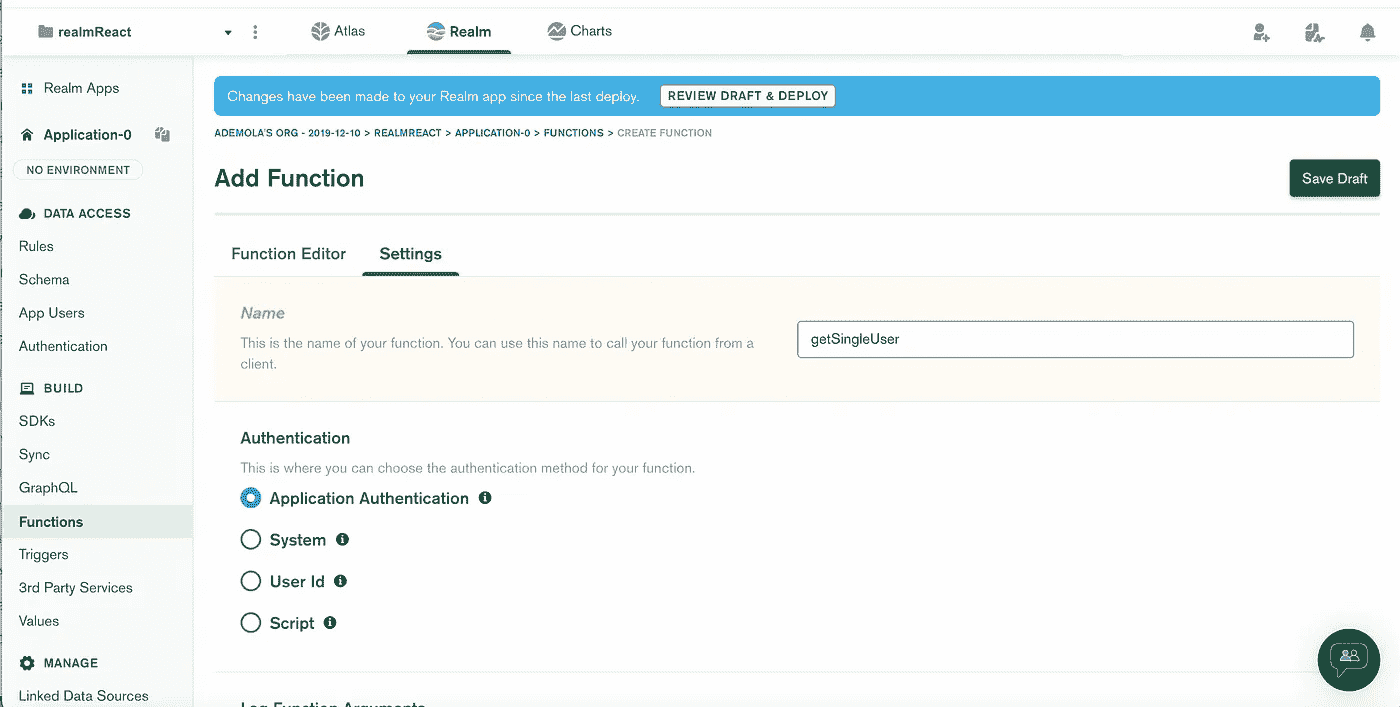 realmReact
Atlas
Realm
Charts
Realm Apps
Application-0
NO ENVIRONMENT
DATA ACCESS
Rules
Schema
App Users
Authentication
BUILD
SDKs
Sync
GraphQL
Functions
Triggers
3rd Party Services
Values
MANAGE
Linked Data Sources
Changes have been made to your Realm app since the last deploy. REVIEW DRAFT & DEPLOY
ADEMOLA'S ORG - 2019-12-10 > REALMREACT > APPLICATION-0 > FUNCTIONS > CREATE FUNCTION
Add Function
Save Draft
Function Editor
Settings
Name
This is the name of your function. You can use this name to call your function from a
client.
getSingleUser
Authentication
This is where you can choose the authentication method for your function.
Application Authentication
System
User Id
Script
Log Function Arguments